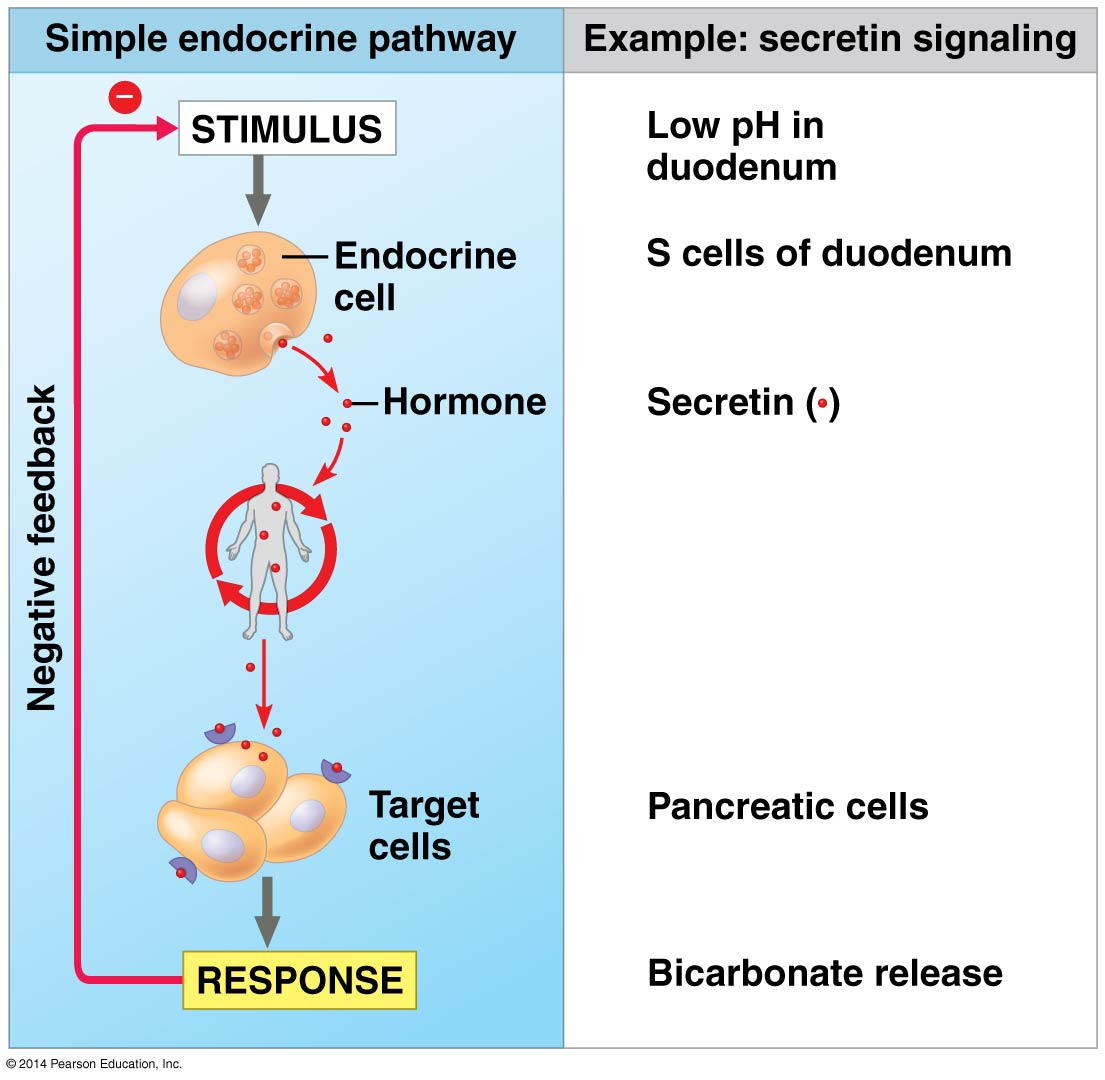 Simple endocrine pathway
Example: secretin signaling
–
STIMULUS
Low pH in
duodenum
Endocrine
cell
S cells of duodenum
Hormone
Secretin (•)
Negative feedback
Target
cells
Pancreatic cells
RESPONSE
Bicarbonate release
© 2014 Pearson Education, Inc.